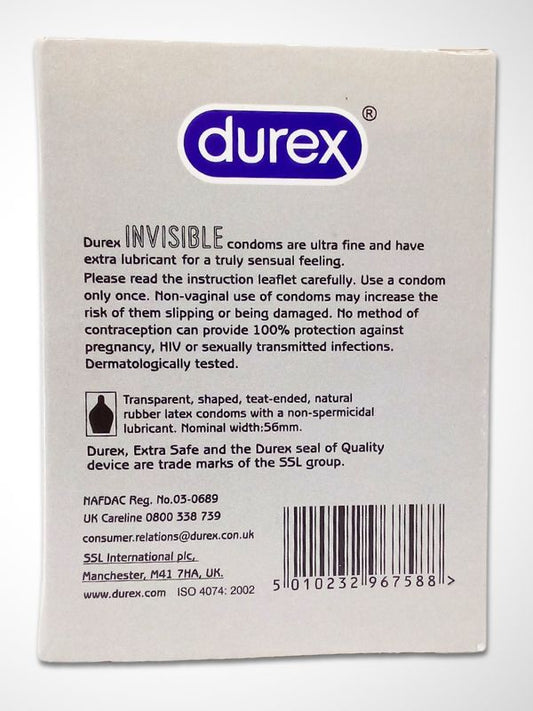 durex®
Durex INVISIBLE condoms are ultra fine and have
extra lubricant for a truly sensual feeling.
Please read the instruction leaflet carefully. Use a condom
only once. Non-vaginal use of condoms may increase the
risk of them slipping or being damaged. No method of
contraception can provide 100% protection against
pregnancy, HIV or sexually transmitted infections.
Dermatologically tested.
Transparent, shaped, teat-ended, natural
rubber latex condoms with a non-spermicidal
lubricant. Nominal width:56mm.
Durex, Extra Safe and the Durex seal of Quality
device are trade marks of the SSL group.
NAFDAC Reg. No.03-0689
UK Careline 0800 338 739
consumer.relations@durex.con.uk
SSL International plc,
Manchester, M41 7HA, UK.
www.durex.com ISO 4074: 2002
5 010232 967588 >